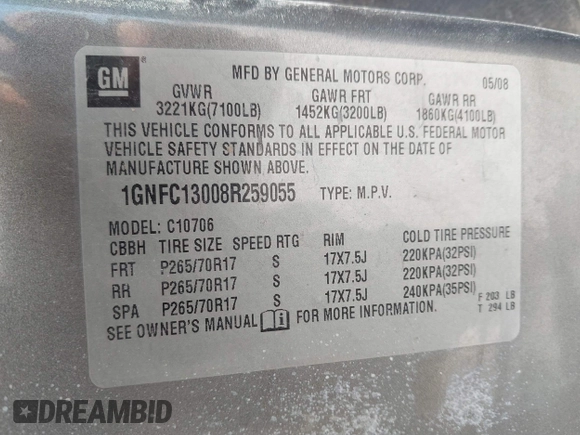 GM
MFD BY GENERAL MOTORS CORP. 05/08
GVWR GAWR FRT GAWR RR
3221KG(7100LB) 1452KG(3200LB) 1860KG(4100LB)
THIS VEHICLE CONFORMS TO ALL APPLICABLE U.S. FEDERAL MOTOR
VEHICLE SAFETY STANDARDS IN EFFECT ON THE DATE OF
MANUFACTURE SHOWN ABOVE.
1GNFC13008R259055 TYPE: M.P.V.
MODEL: C10706
CBBH TIRE SIZE SPEED RTG RIM COLD TIRE PRESSURE
FRT P265/70R17 S 17X7.5J 220KPA(32PSI)
RR P265/70R17 S 17X7.5J 220KPA(32PSI)
SPA P265/70R17 S 17X7.5J 240KPA(35PSI)
F 203 LB
T 294 LB
SEE OWNER'S MANUAL i FOR MORE INFORMATION.
DREAMBID